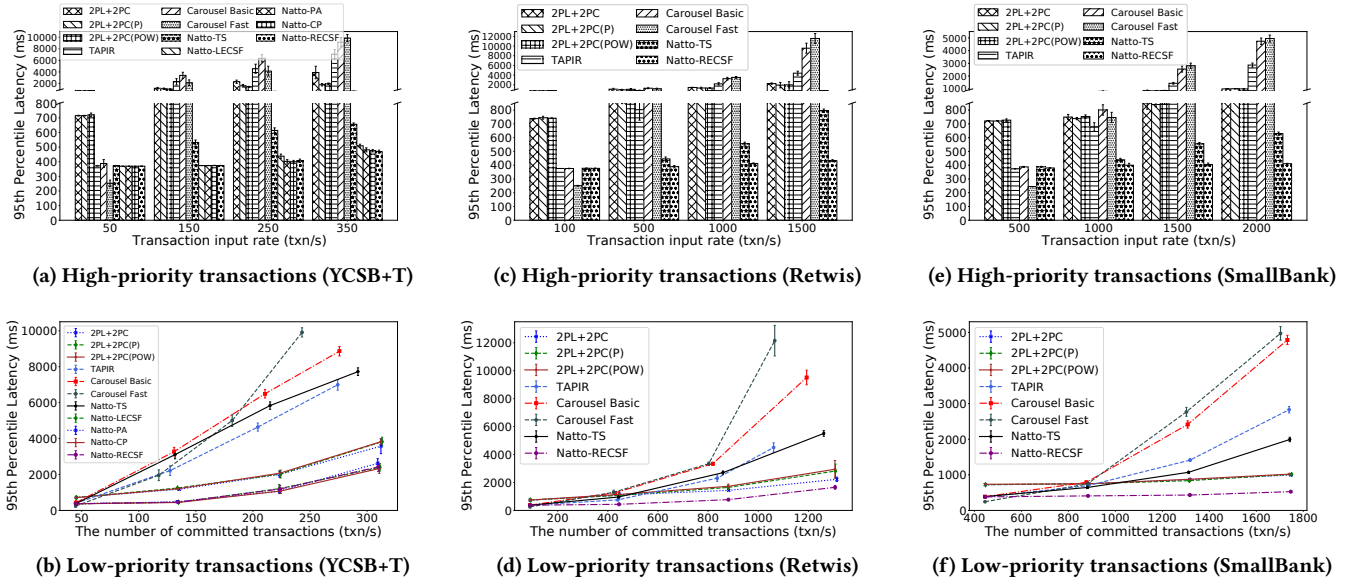 2PL+2PC
2PL+2PC(P)
2PL+2PC(POW)
TAPIR
Carousel Basic
Carousel Fast
Natto-TS
Natto-LECSF
Natto-PA
Natto-CP
Natto-RECSF
95th Percentile Latency (ms)
10000
8000
6000
4000
2000
800
700
600
500
400
300
200
100
0
50 150 250 350
Transaction input rate (txn/s)
(a) High-priority transactions (YCSB+T)
2PL+2PC
2PL+2PC(P)
2PL+2PC(POW)
TAPIR
Carousel Basic
Carousel Fast
Natto-TS
Natto-RECSF
95th Percentile Latency (ms)
12000
10000
8000
6000
4000
2000
800
700
600
500
400
300
200
100
0
100 500 1000 1500
Transaction input rate (txn/s)
(c) High-priority transactions (Retwis)
2PL+2PC
2PL+2PC(P)
2PL+2PC(POW)
TAPIR
Carousel Basic
Carousel Fast
Natto-TS
Natto-RECSF
95th Percentile Latency (ms)
5000
4000
3000
2000
1000
800
700
600
500
400
300
200
100
0
500 1000 1500 2000
Transaction input rate (txn/s)
(e) High-priority transactions (SmallBank)
2PL+2PC
2PL+2PC(P)
2PL+2PC(POW)
TAPIR
Carousel Basic
Carousel Fast
Natto-TS
Natto-LECSF
Natto-PA
Natto-CP
Natto-RECSF
95th Percentile Latency (ms)
10000
8000
6000
4000
2000
0
50 100 150 200 250 300
The number of committed transactions (txn/s)
(b) Low-priority transactions (YCSB+T)
2PL+2PC
2PL+2PC(P)
2PL+2PC(POW)
TAPIR
Carousel Basic
Carousel Fast
Natto-TS
Natto-RECSF
95th Percentile Latency (ms)
12000
10000
8000
6000
4000
2000
0
200 400 600 800 1000 1200
The number of committed transactions (txn/s)
(d) Low-priority transactions (Retwis)
2PL+2PC
2PL+2PC(P)
2PL+2PC(POW)
TAPIR
Carousel Basic
Carousel Fast
Natto-TS
Natto-RECSF
95th Percentile Latency (ms)
5000
4000
3000
2000
1000
0
400 600 800 1000 1200 1400 1600 1800
The number of committed transactions (txn/s)
(f) Low-priority transactions (SmallBank)